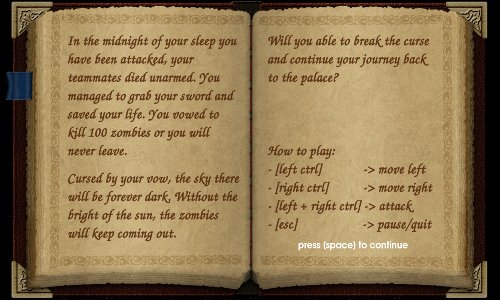 In the midnight of your sleep you
have been attacked, your
teammates died unarmed. You
managed to grab your sword and
saved your life. You vowed to
kill 100 zombies or you will
never leave.
Cursed by your vow, the sky there
will be forever dark, Without the
bright of the sun, the zombies
will keep coming out.
Will you able to break the curse
and continue your journey back
to the palace?
How to play:
- [left ctrl] -> move left
- [right ctrl] -> move right
- [left + right ctrl] -> attack
- [esc] -> pause/quit
press (space) to continue